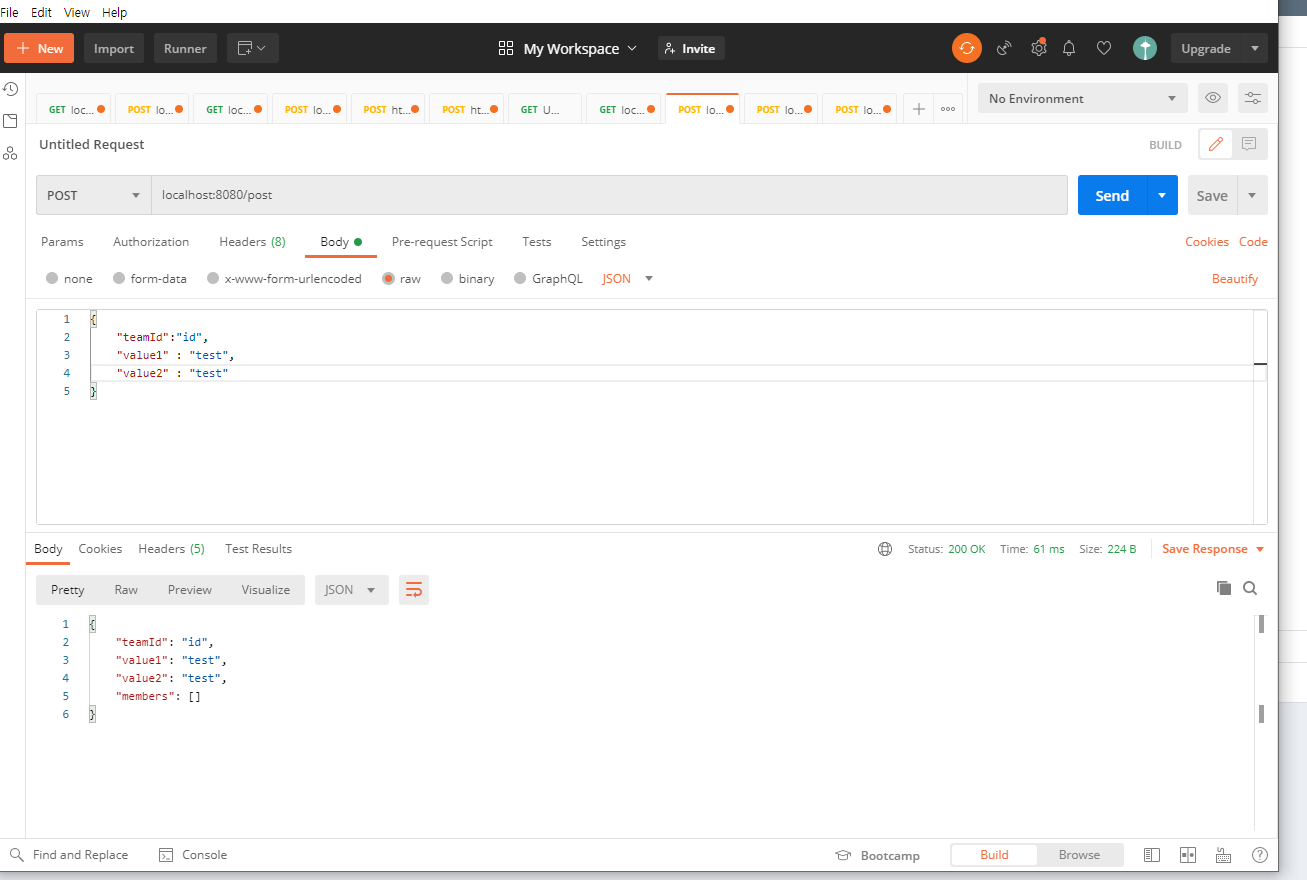 File Edit View Help
New Import Runner My Workspace Invite Upgrade
GET loc... POST lo... GET loc... POST lo... POST ht... POST ht... GET U... GET loc... POST lo... POST lo... POST lo... No Environment
Untitled Request BUILD
POST localhost:8080/post Send Save
Params Authorization Headers (8) Body Pre-request Script Tests Settings Cookies Code
none form-data x-www-form-urlencoded raw binary GraphQL JSON Beautify
1 {
2 "teamId":"id",
3 "value1" : "test",
4 "value2" : "test"
5 }
Body Cookies Headers (5) Test Results Status: 200 OK Time: 61 ms Size: 224 B Save Response
Pretty Raw Preview Visualize JSON
1 {
2 "teamId": "id",
3 "value1": "test",
4 "value2": "test",
5 "members": []
6 }
Find and Replace Console Bootcamp Build Browse